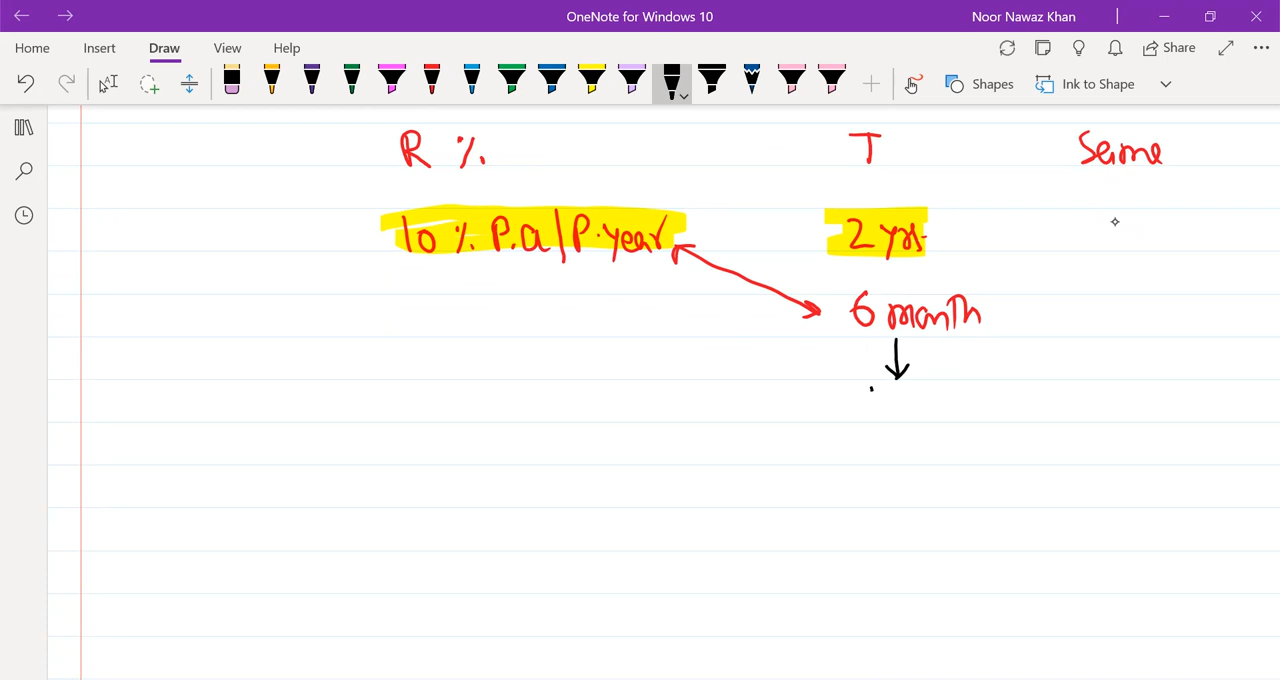 OneNote for Windows 10 Noor Nawaz Khan
Home Insert Draw View Help Share
Shapes Ink to Shape
R % T Same
10 % P.a | P.year 2 yrs.
6 month